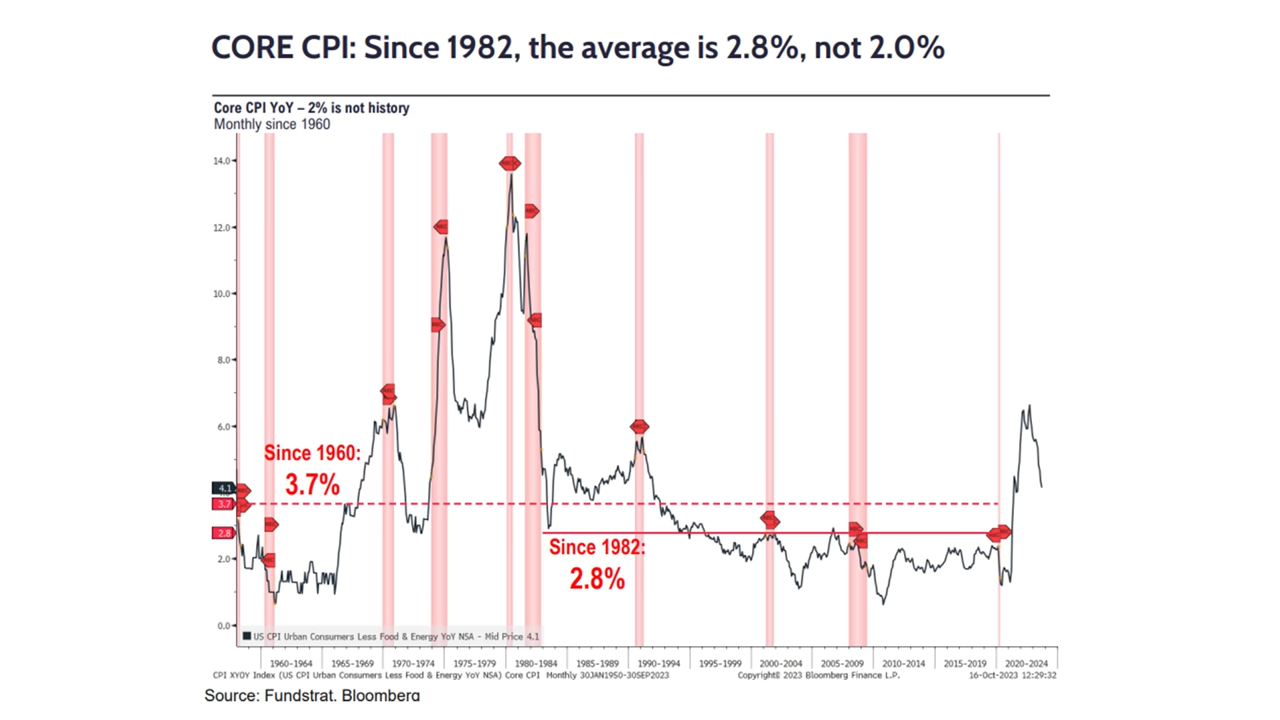 CORE CPI: Since 1982, the average is 2.8%, not 2.0%
Core CPI YoY – 2% is not history
Monthly since 1960
14.0
12.0
10.0
8.0
6.0
Since 1960:
3.7%
4.1
3.7
2.8
Since 1982:
2.8%
2.0
0.0
US CPI Urban Consumers Less Food & Energy YoY NSA - Mid Price 4.1
1960-1964 1965-1969 1970-1974 1975-1979 1980-1984 1985-1989 1990-1994 1995-1999 2000-2004 2005-2009 2010-2014 2015-2019 2020-2024
CPI XYOY Index (US CPI Urban Consumers Less Food & Energy YoY NSA) Core CPI Monthly 30JAN1950-30SEP2023 Copyright© 2023 Bloomberg Finance L.P. 16-Oct-2023 12:29:32
Source: Fundstrat, Bloomberg